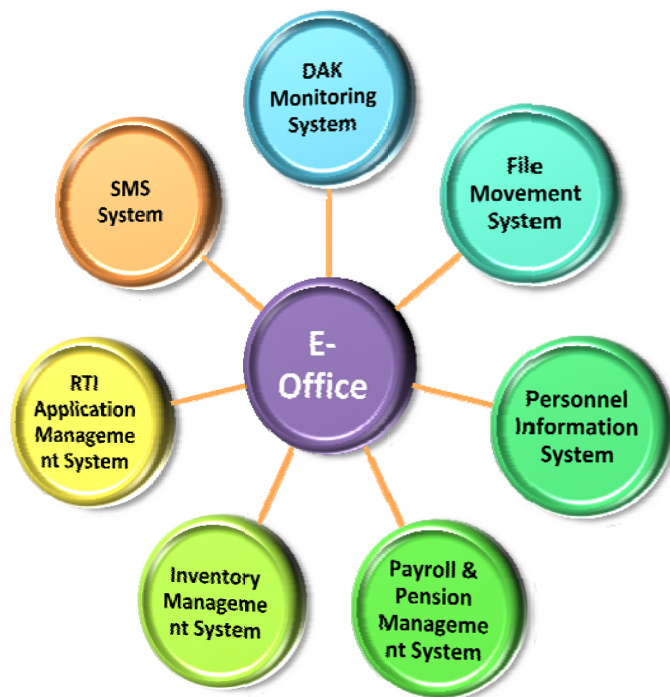 DAK
Monitoring
System
File
Movement
System
Personnel
Information
System
Payroll &
Pension
Manageme
nt System
Inventory
Manageme
nt System
RTI
Application
Manageme
nt System
SMS
System
E-
Office